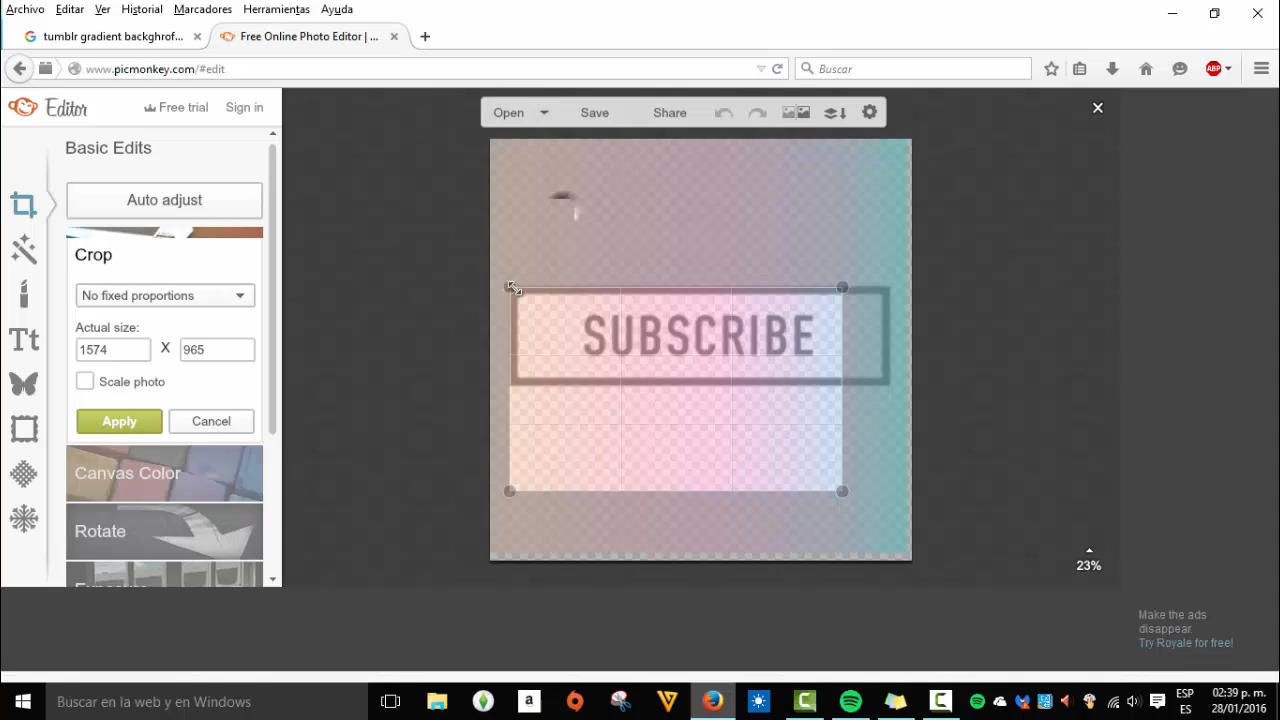 Archivo Editar Ver Historial Marcadores Herramientas Ayuda
G tumblr gradient backghrof... × Free Online Photo Editor | ... × +
www.picmonkey.com/#edit Buscar ABP
Editor Free trial Sign in
Open Save Share
Basic Edits
Auto adjust
Crop
No fixed proportions
Actual size:
1574 X 965
Scale photo
Apply Cancel
Canvas Color
Rotate
Tt
SUBSCRIBE
23%
Make the ads
disappear.
Try Royale for free!
Buscar en la web y en Windows
a
ESP 02:39 p. m.
ES 28/01/2016